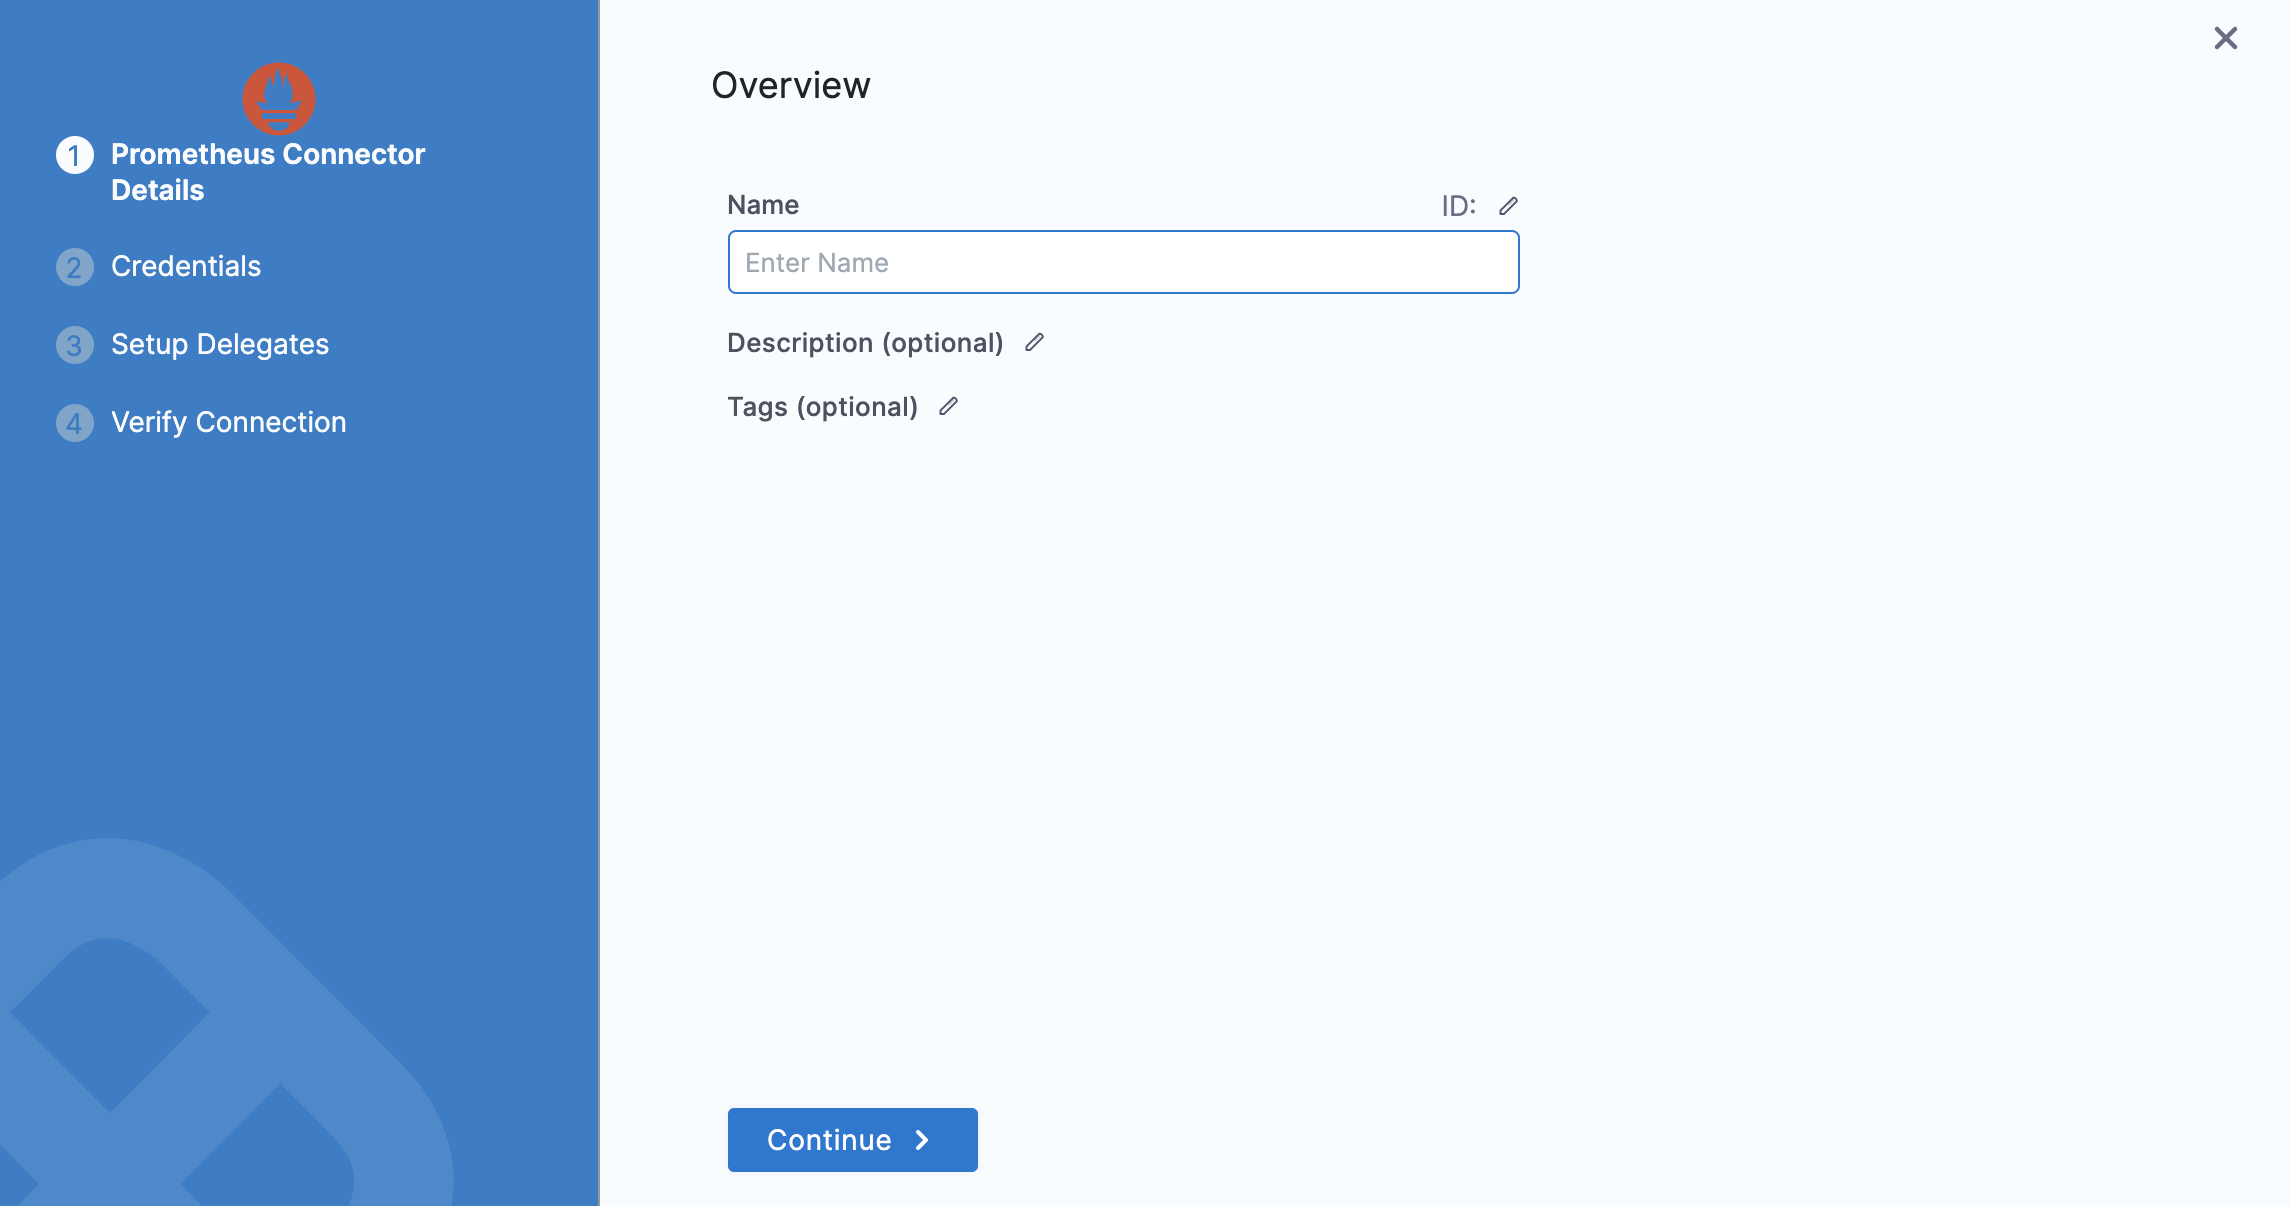 1 Prometheus Connector
Details
2 Credentials
3 Setup Delegates
4 Verify Connection
Overview
Name ID:
Enter Name
Description (optional)
Tags (optional)
Continue